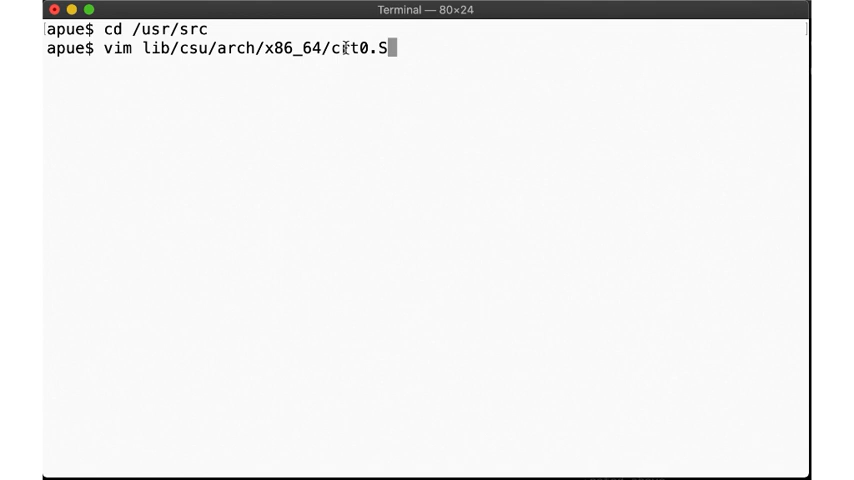 Terminal — 80×24
apue$ cd /usr/src
apue$ vim lib/csu/arch/x86_64/crt0.S